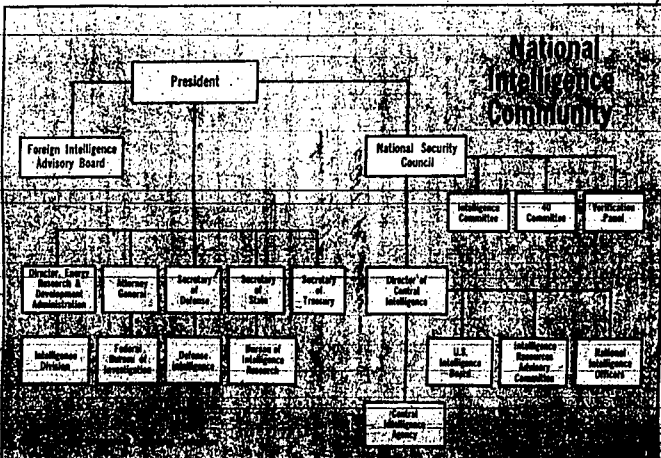 National
Intelligence
Community
President
Foreign Intelligence
Advisory Board
National Security
Council
Intelligence
Committee
40
Committee
Verification
Panel
Director, Energy
Research &
Development
Administration
Attorney
General
Secretary
of
Defense
Secretary
of
State
Secretary
of
Treasury
Director of
Central
Intelligence
Intelligence
Division
Federal
Bureau of
Investigation
Defense
Intelligence
Bureau of
Intelligence
Research
U.S.
Intelligence
Board
Intelligence
Resources
Advisory
Committee
National
Intelligence
Officers
Central
Intelligence
Agency